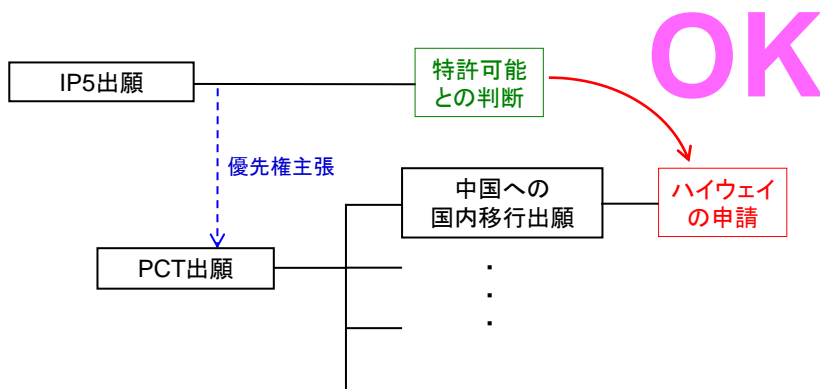 OK
IP5出願
特許可能
との判断
優先権主張
中国への
国内移行出願
ハイウェイ
の申請
PCT出願
・
・
・